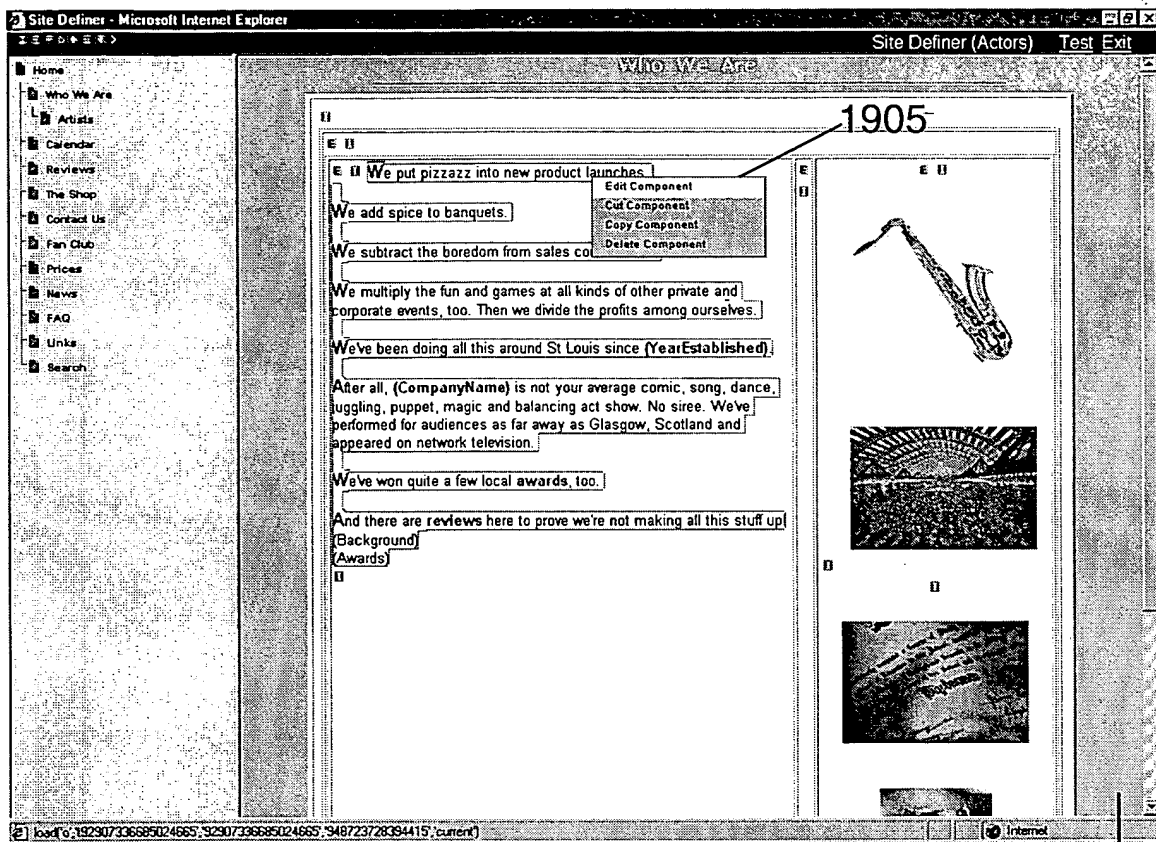 Site Definer - Microsoft Internet Explorer
Site Definer (Actors) Test Exit
Home
Who We Are
Artists
Calendar
Reviews
The Shop
Contact Us
Fan Club
Prices
News
FAQ
Links
Search
Who We Are
1905
E
E We put pizzazz into new product launches.
Edit Component
Cut Component
Copy Component
Delete Component
We add spice to banquets.
We subtract the boredom from sales
We multiply the fun and games at all kinds of other private and
corporate events, too. Then we divide the profits among ourselves.
We've been doing all this around St Louis since (YearEstablished).
After all, (CompanyName) is not your average comic, song, dance,
juggling, puppet, magic and balancing act show. No siree. We've
performed for audiences as far away as Glasgow, Scotland and
appeared on network television.
We've won quite a few local awards, too.
And there are reviews here to prove we're not making all this stuff up!
(Background)
(Awards)
E
E
load('o','1929073366850246​65','929073366850246​65','948723728394415','current')
Internet